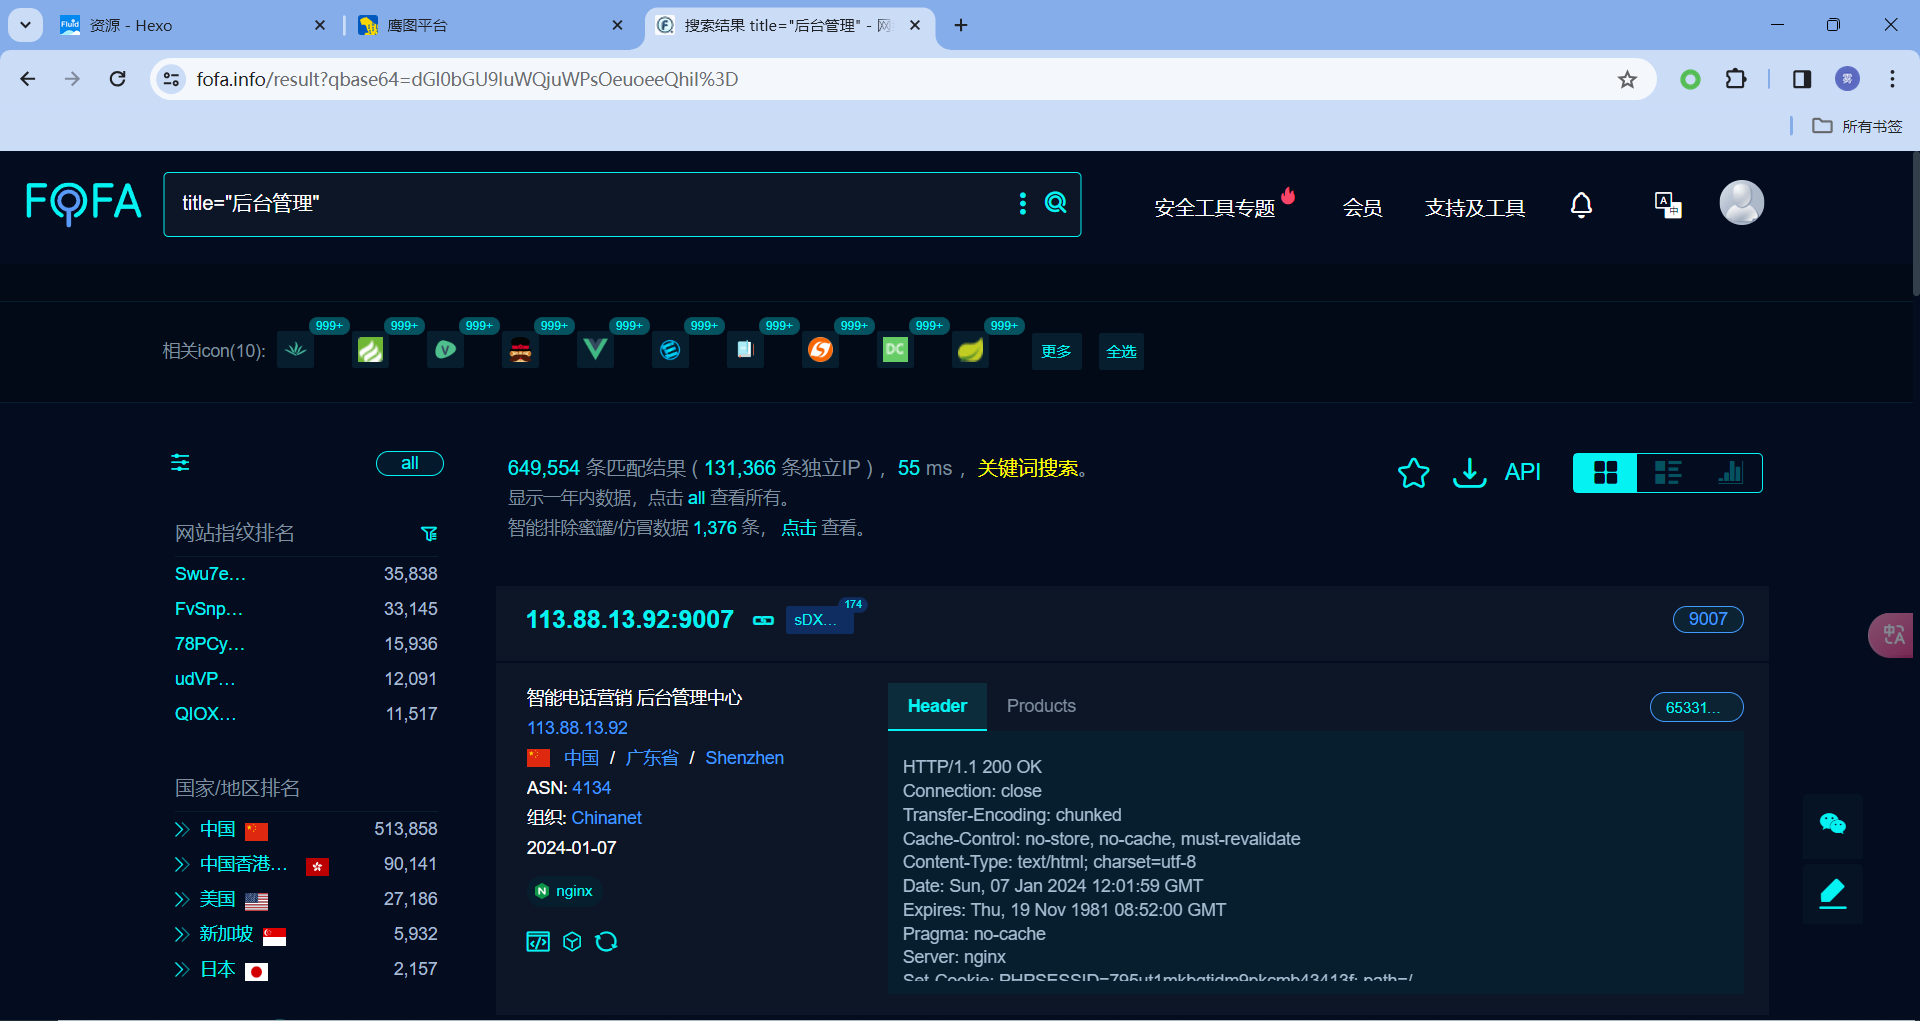 资源 - Hexo
鹰图平台
搜索结果 title="后台管理" - 网
fofa.info/result?qbase64=dGl0bGU9IuWQjuWPsOeuoeeQhiI%3D
所有书签
FOFA
title="后台管理"
安全工具专题
会员
支持及工具
相关icon(10):
999+
999+
999+
999+
999+
999+
999+
999+
999+
999+
更多
全选
all
649,554 条匹配结果 ( 131,366 条独立IP ) ，55 ms ，关键词搜索。
显示一年内数据，点击 all 查看所有。
智能排除蜜罐/仿冒数据 1,376 条， 点击 查看。
API
网站指纹排名
Swu7e... 35,838
FvSnp... 33,145
78PCy... 15,936
udVP... 12,091
QIOX... 11,517
国家/地区排名
中国 513,858
中国香港... 90,141
美国 27,186
新加坡 5,932
日本 2,157
113.88.13.92:9007
sDX...
174
9007
智能电话营销 后台管理中心
113.88.13.92
中国 / 广东省 / Shenzhen
ASN: 4134
组织: Chinanet
2024-01-07
nginx
Header
Products
65331...
HTTP/1.1 200 OK
Connection: close
Transfer-Encoding: chunked
Cache-Control: no-store, no-cache, must-revalidate
Content-Type: text/html; charset=utf-8
Date: Sun, 07 Jan 2024 12:01:59 GMT
Expires: Thu, 19 Nov 1981 08:52:00 GMT
Pragma: no-cache
Server: nginx
Set-Cookie: PHPSESSID=795ut1mkbgtidm9pkcmb43413f; path=/